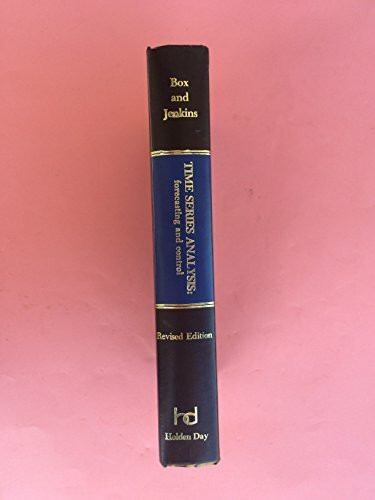 Box
and
Jenkins
TIME SERIES ANALYSIS:
forecasting and control
Revised Edition
hd
Holden Day